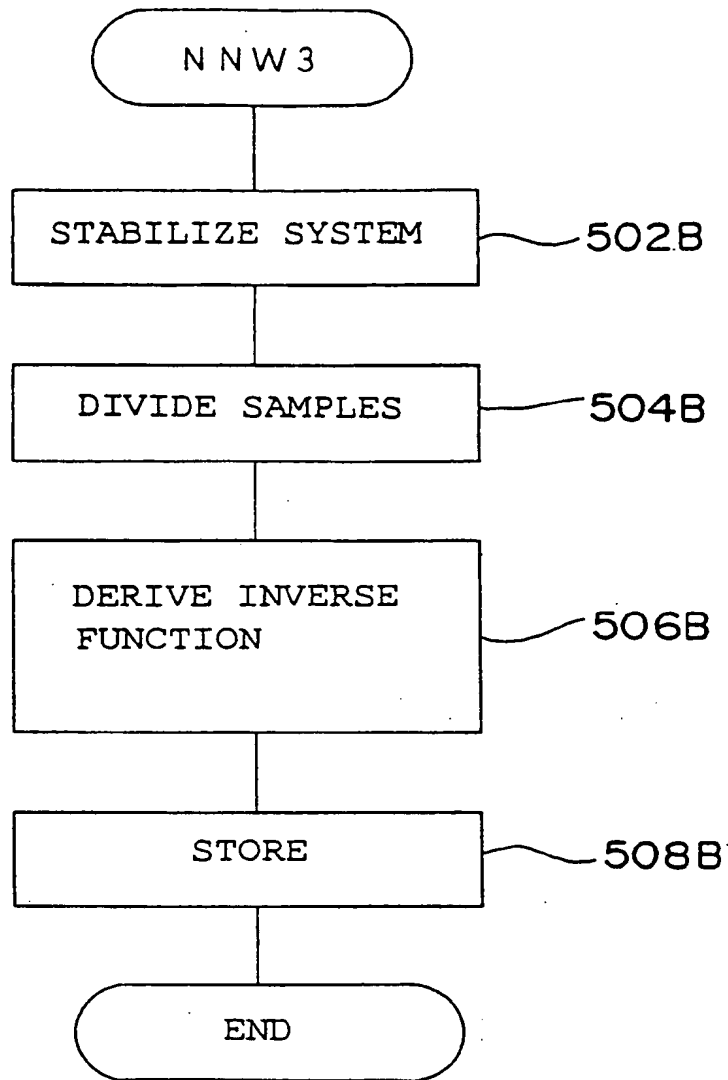 NNW3
STABILIZE SYSTEM
502B
DIVIDE SAMPLES
504B
DERIVE INVERSE
FUNCTION
506B
STORE
508B
END